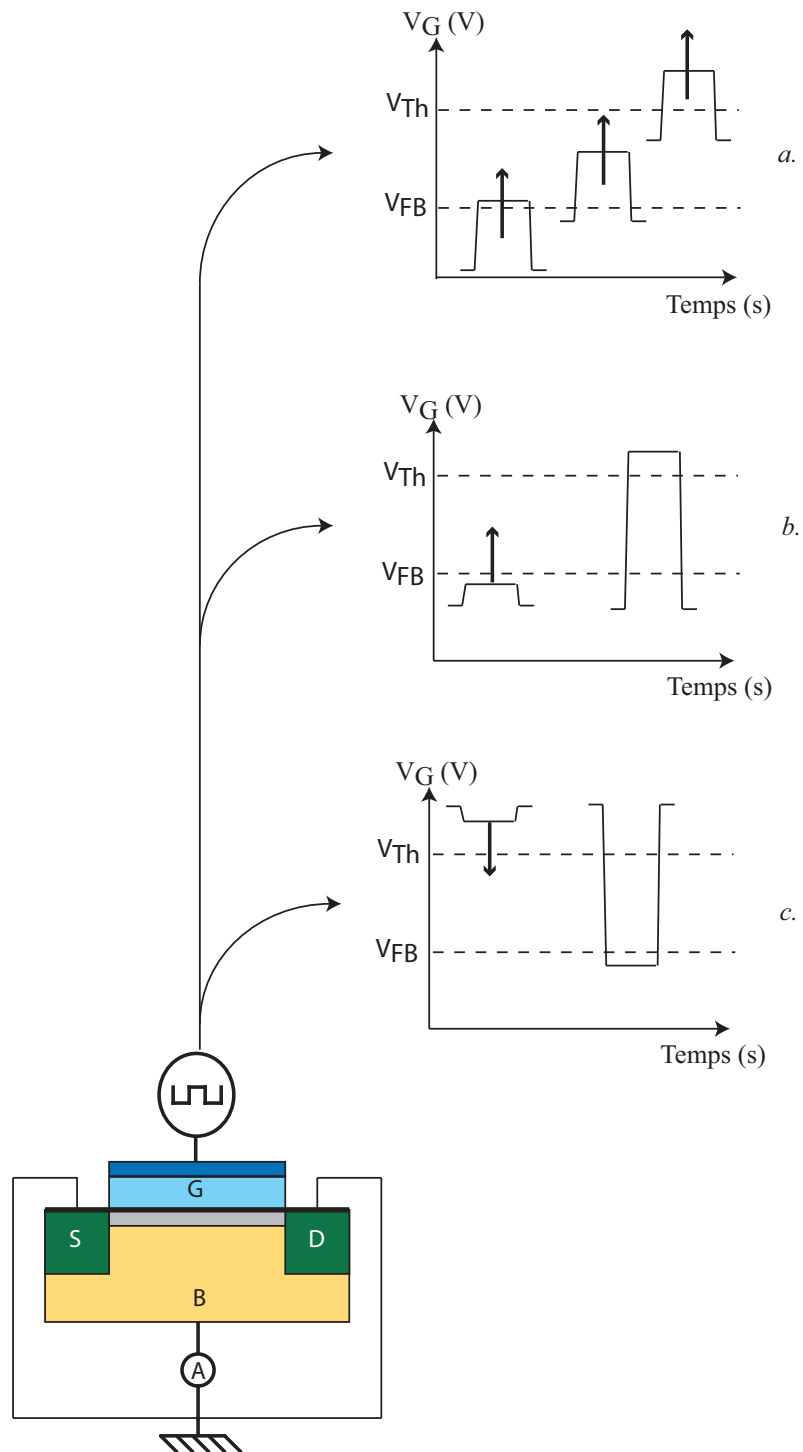 VG (V)
VTh
VFB
a.
Temps (s)
VG (V)
VTh
VFB
b.
Temps (s)
VG (V)
VTh
VFB
c.
Temps (s)
G
S
D
B
A